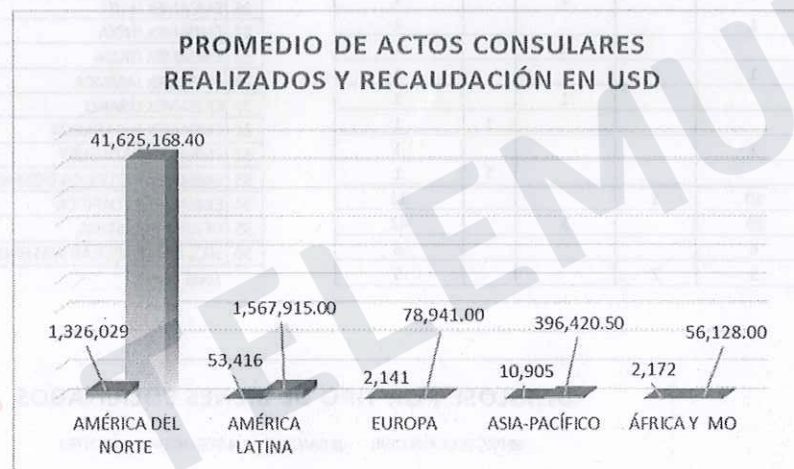 PROMEDIO DE ACTOS CONSULARES
REALIZADOS Y RECAUDACIÓN EN USD
41,625,168.40
1,326,029
53,416
1,567,915.00
2,141
78,941.00
10,905
396,420.50
2,172
56,128.00
AMÉRICA DEL
NORTE
AMÉRICA
LATINA
EUROPA
ASIA-PACÍFICO
ÁFRICA Y MO
TELEMU